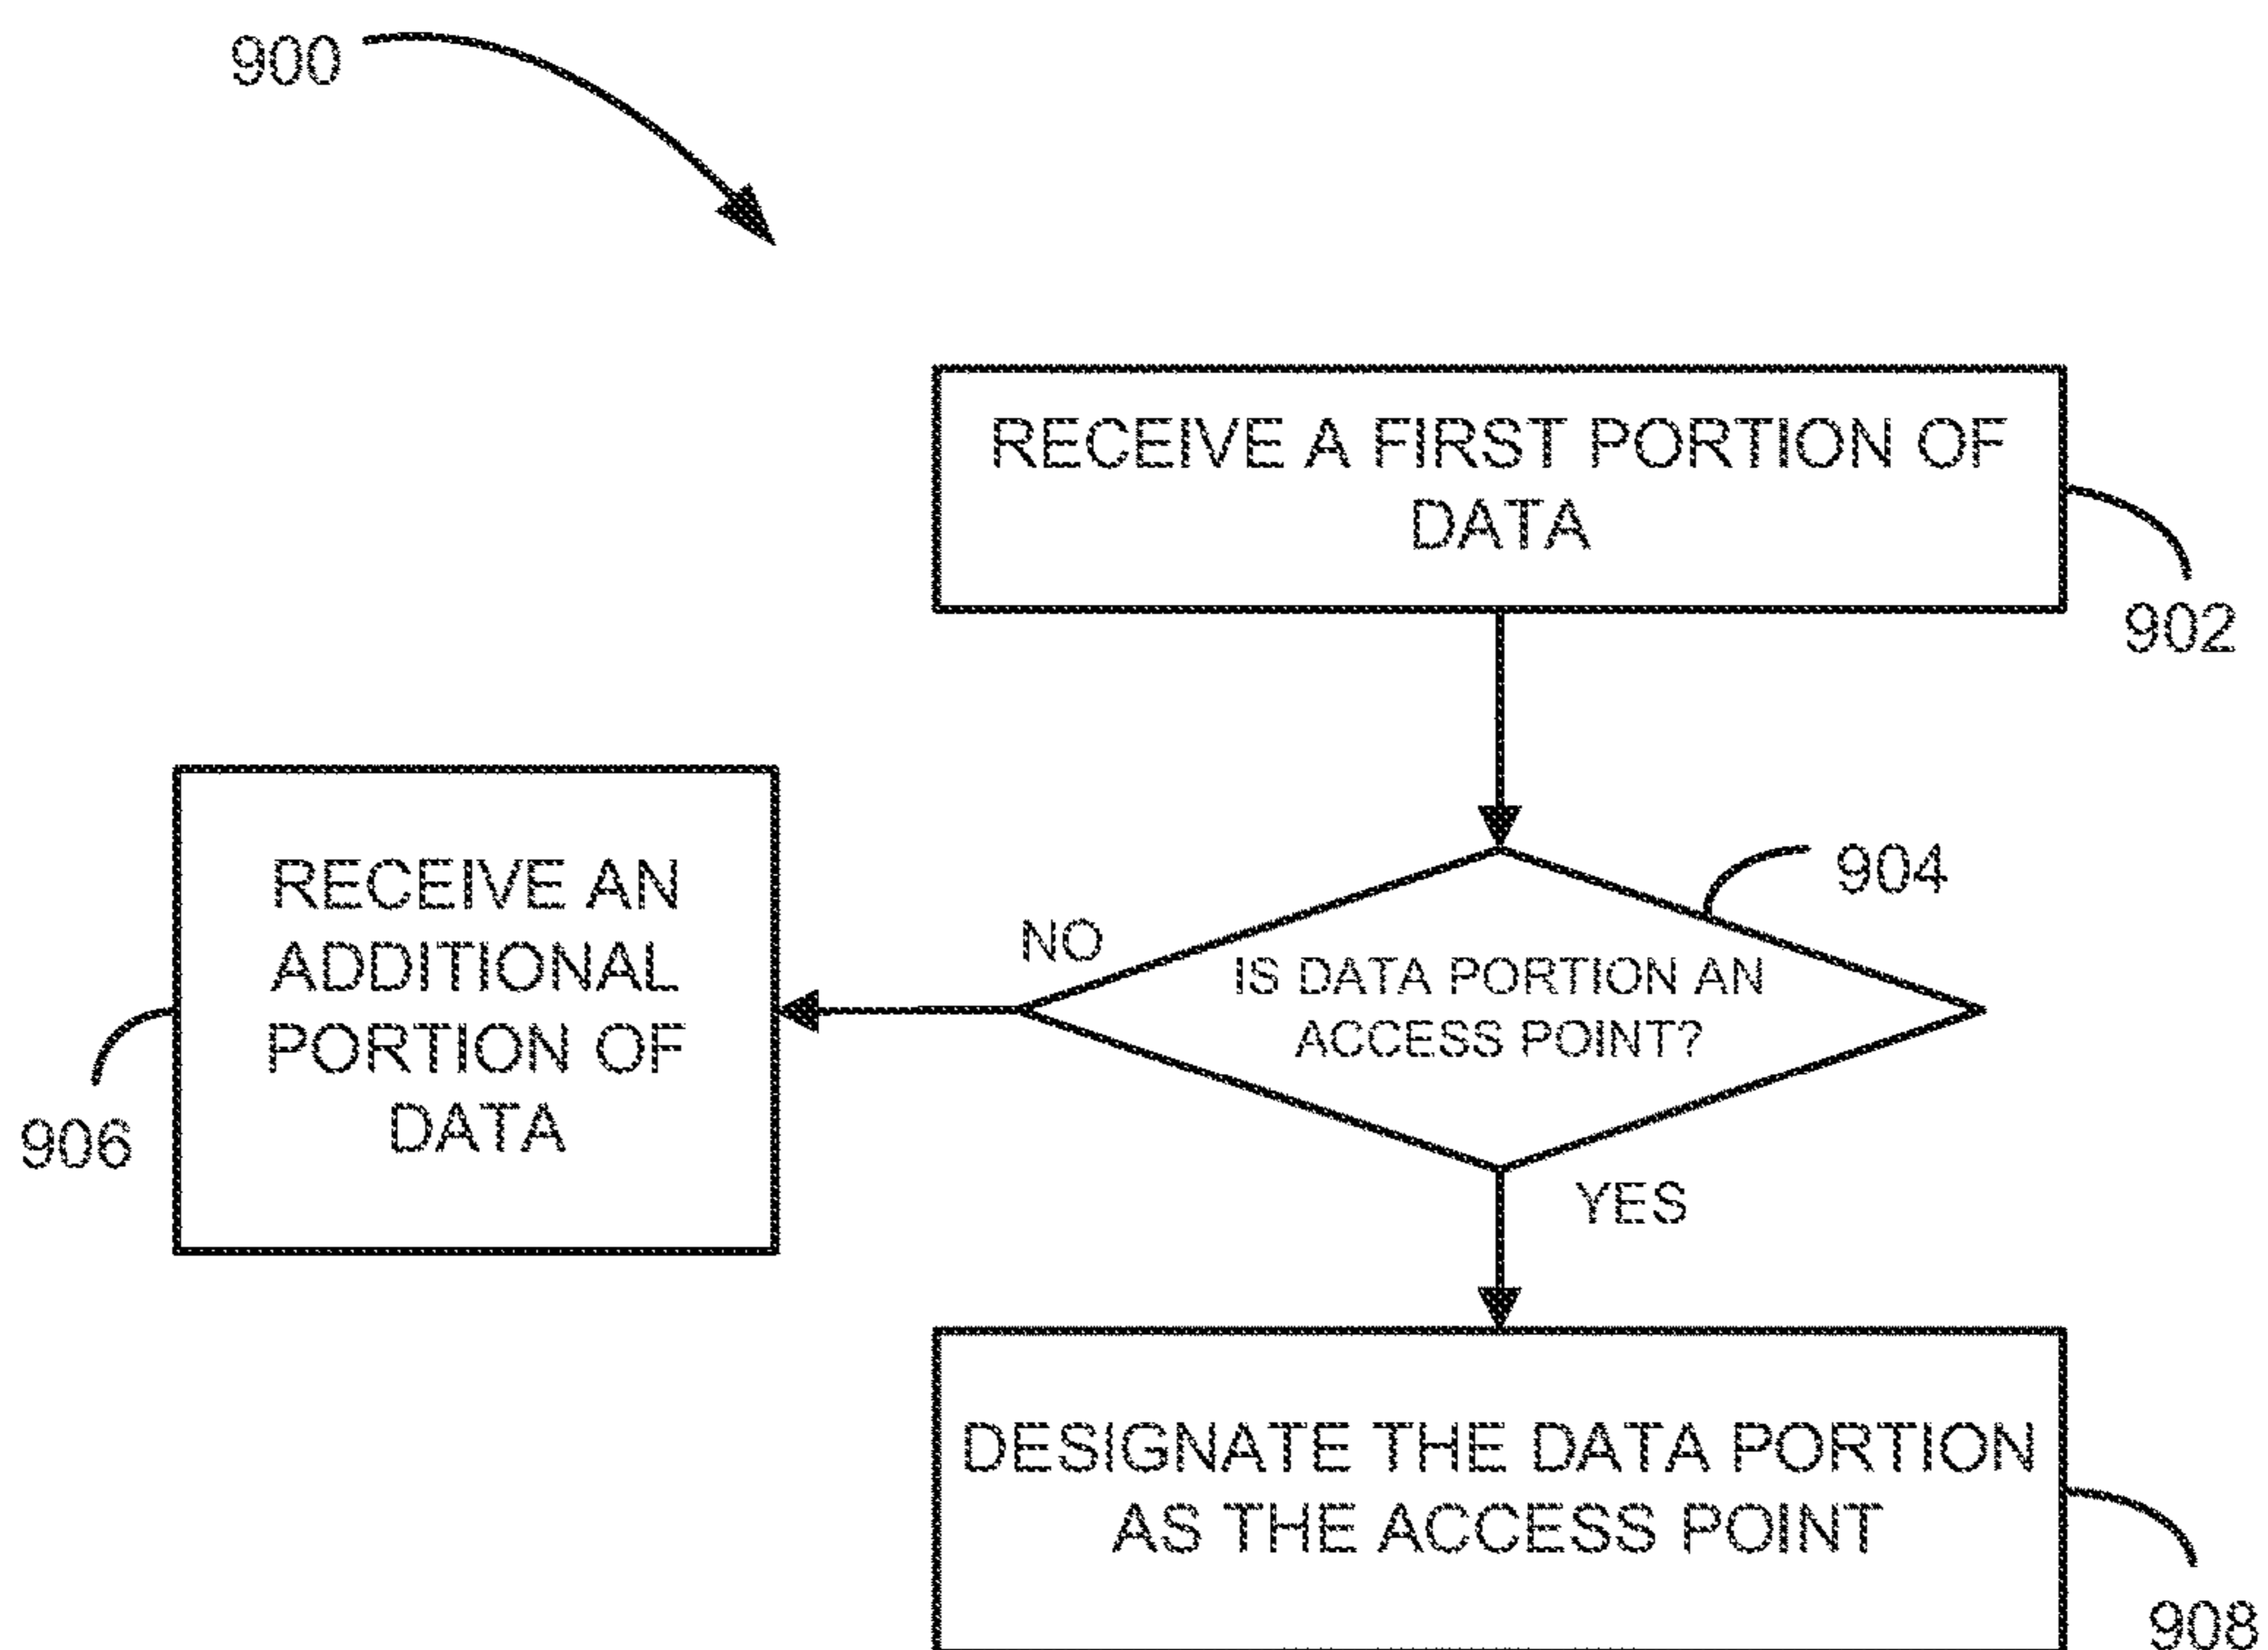 900
RECEIVE A FIRST PORTION OF
DATA
902
904
NO
IS DATA PORTION AN
ACCESS POINT?
RECEIVE AN
ADDITIONAL
PORTION OF
DATA
906
YES
DESIGNATE THE DATA PORTION
AS THE ACCESS POINT
908